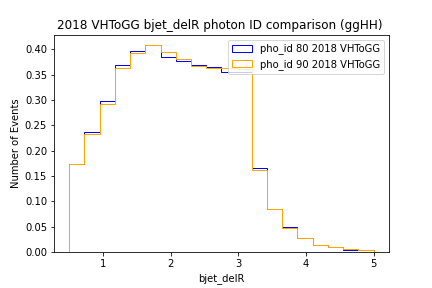 2018 VHToGG bjet_delR photon ID comparison (ggHH)
pho_id 80 2018 VHToGG
pho_id 90 2018 VHToGG
Number of Events
0.40
0.35
0.30
0.25
0.20
0.15
0.10
0.05
0.00
1 2 3 4 5
bjet_delR